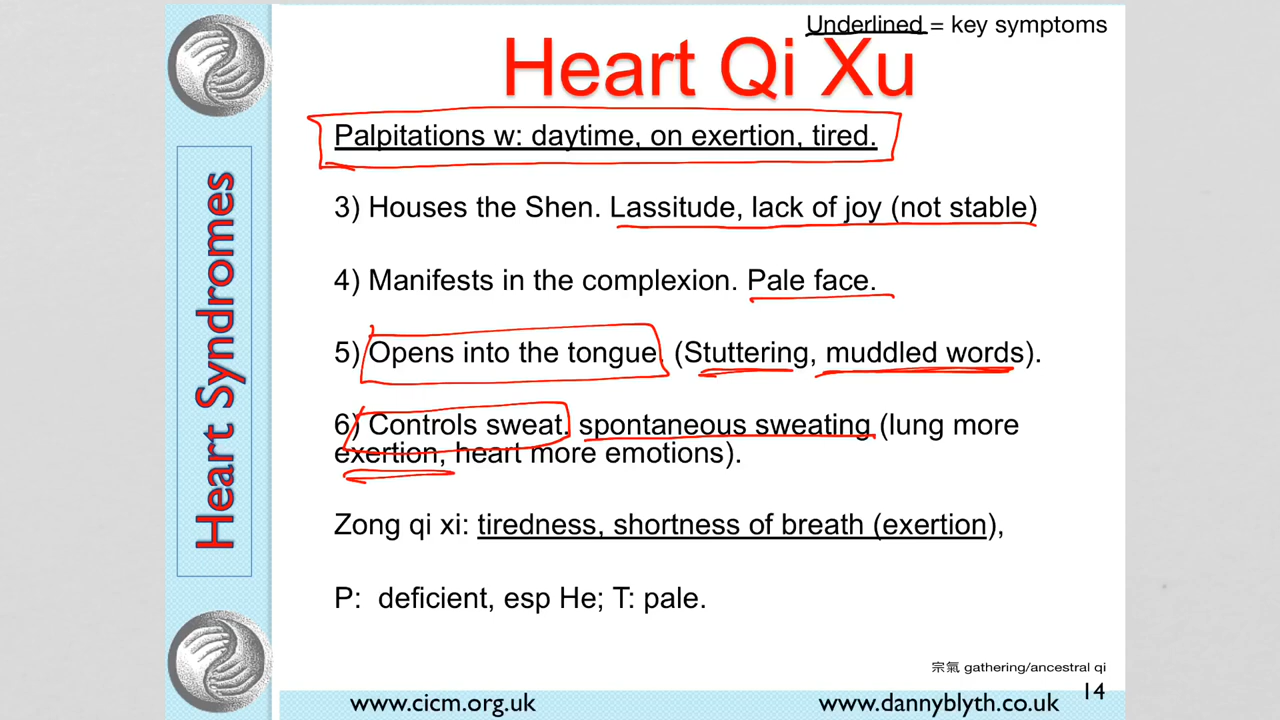 Underlined = key symptoms
Heart Qi Xu
Heart Syndromes
Palpitations w: daytime, on exertion, tired.
3) Houses the Shen. Lassitude, lack of joy (not stable)
4) Manifests in the complexion. Pale face.
5) Opens into the tongue. (Stuttering, muddled words).
6) Controls sweat. spontaneous sweating (lung more
exertion, heart more emotions).
Zong qi xi: tiredness, shortness of breath (exertion),
P: deficient, esp He; T: pale.
宗氣 gathering/ancestral qi
14
www.cicm.org.uk
www.dannyblyth.co.uk